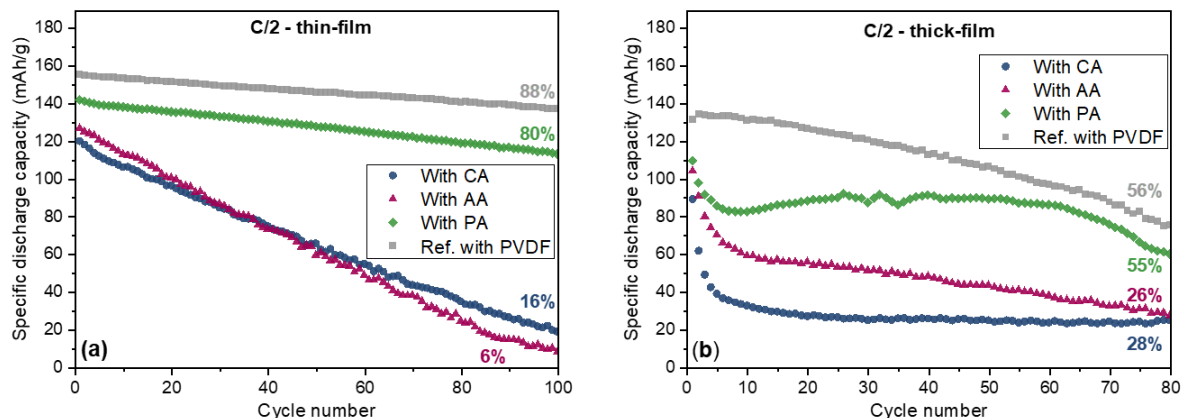 C/2 - thin-film
Specific discharge capacity (mAh/g)
180
160
140
120
100
80
60
40
20
0
88%
80%
With CA
With AA
With PA
Ref. with PVDF
16%
6%
(a)
0
20
40
60
80
100
Cycle number
C/2 - thick-film
Specific discharge capacity (mAh/g)
180
160
140
120
100
80
60
40
20
0
With CA
With AA
With PA
Ref. with PVDF
56%
55%
26%
28%
(b)
0
10
20
30
40
50
60
70
80
Cycle number